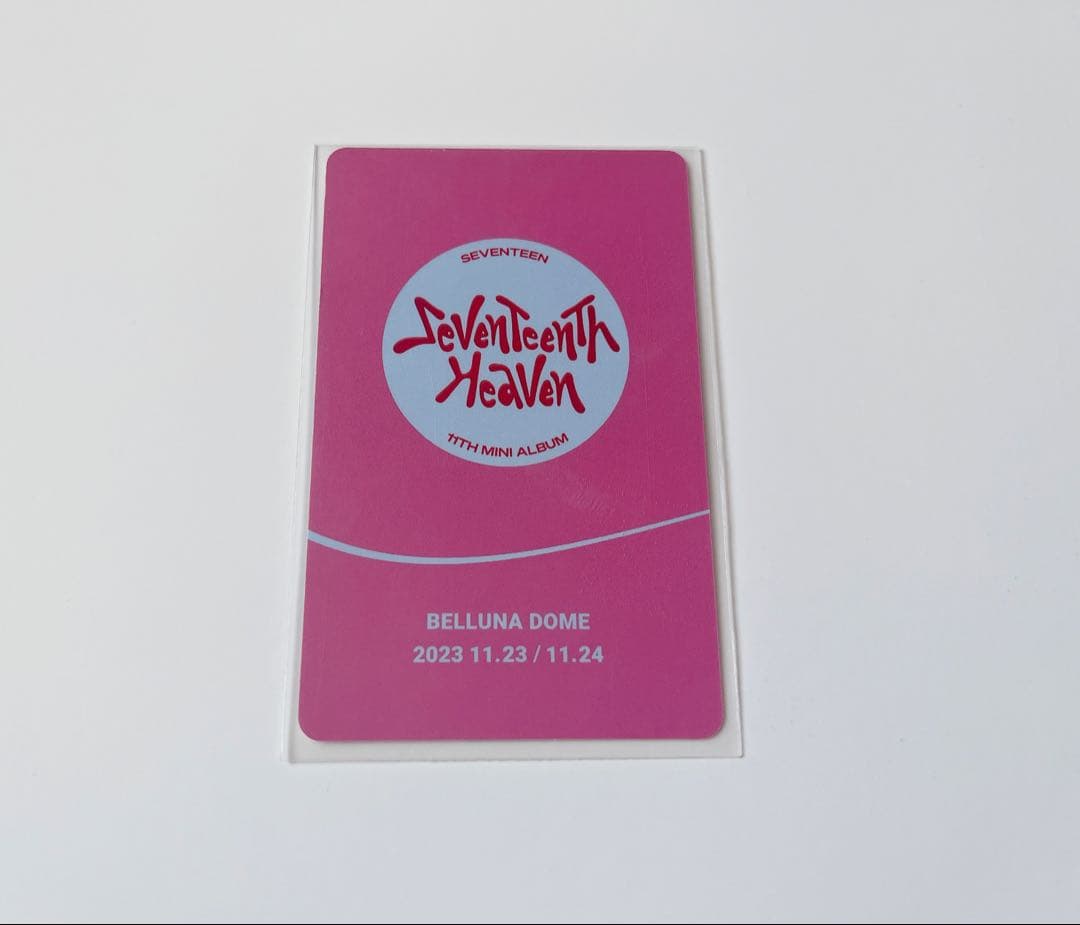 SEVENTEEN
SevenTeenTh
Heaven
11TH MINI ALBUM
BELLUNA DOME
2023 11.23 / 11.24